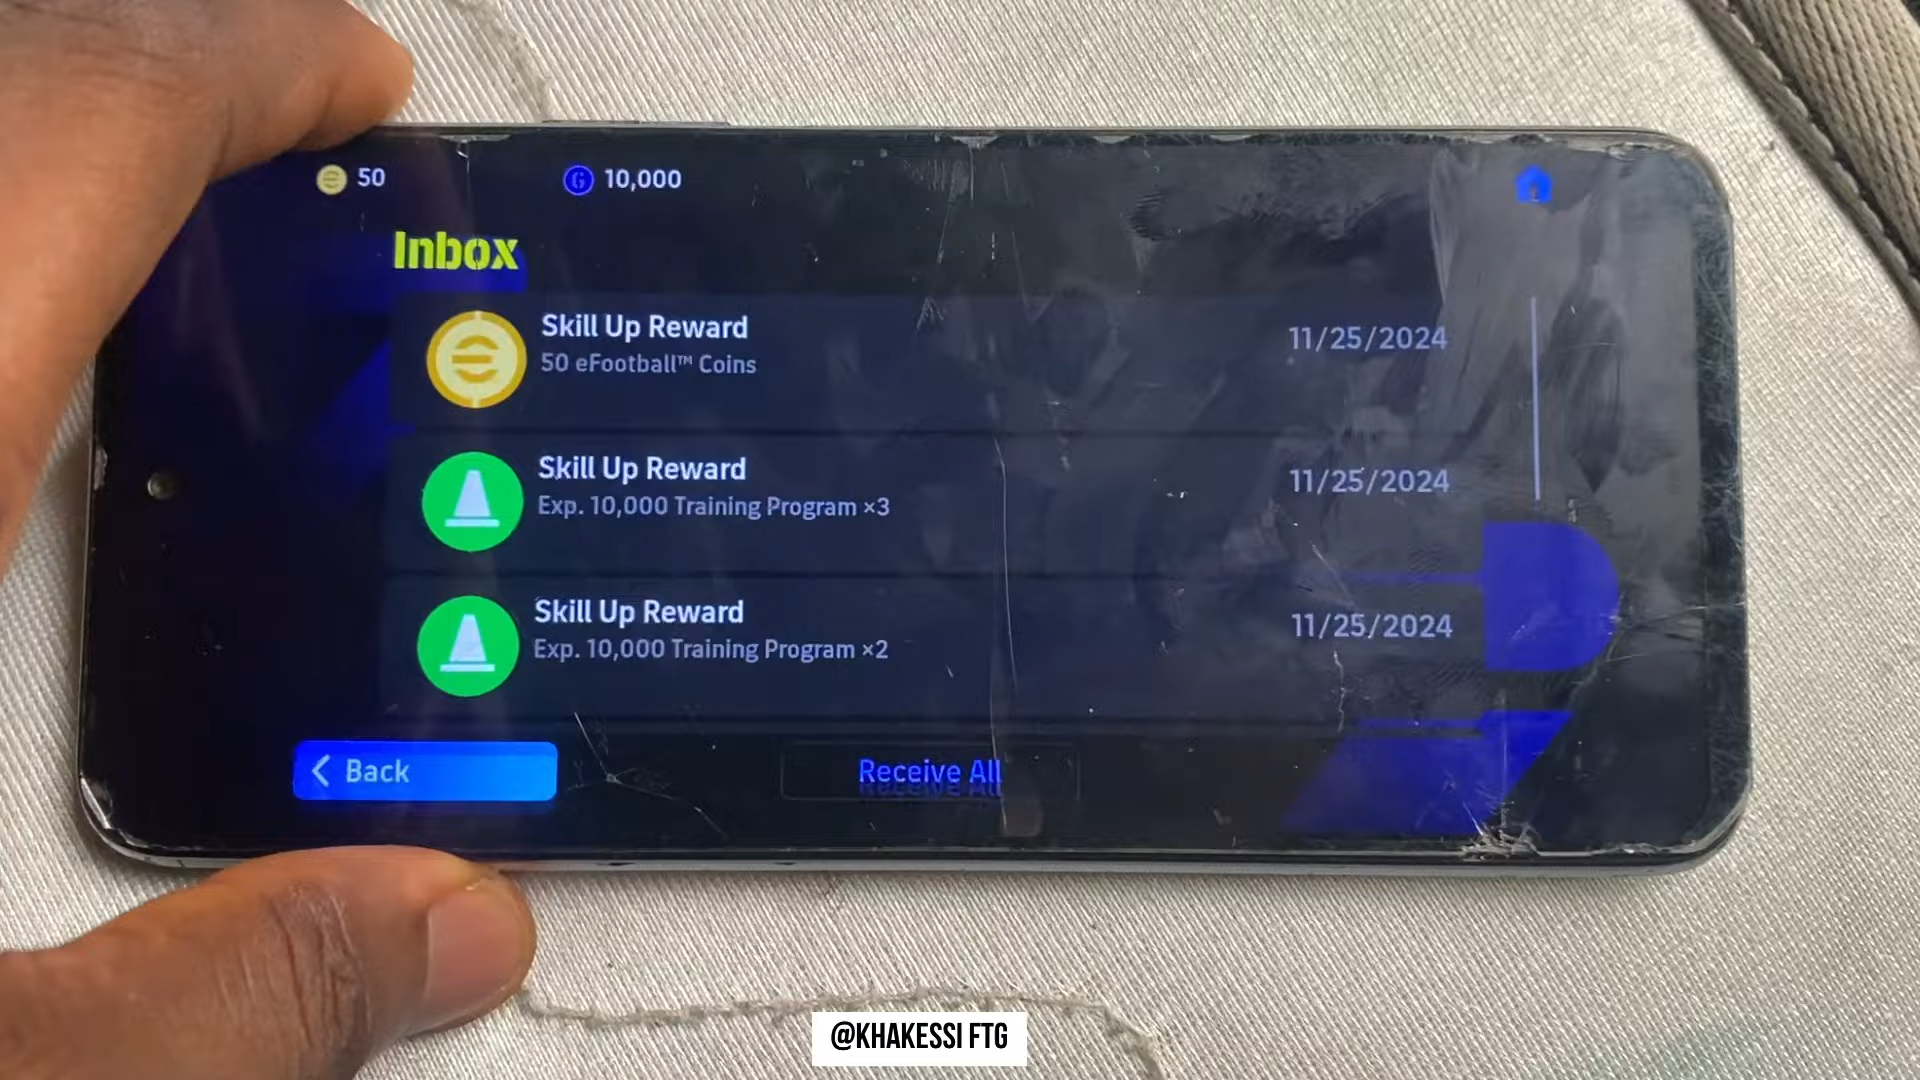 50
10,000
Inbox
Skill Up Reward
11/25/2024
50 eFootball™ Coins
Skill Up Reward
11/25/2024
Exp. 10,000 Training Program ×3
Skill Up Reward
11/25/2024
Exp. 10,000 Training Program ×2
Back
Receive All
@KHAKESSI FTG